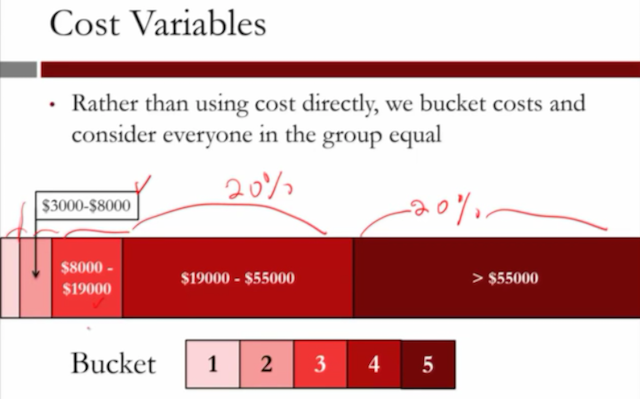 Cost Variables
• Rather than using cost directly, we bucket costs and
consider everyone in the group equal
20%
$3000-$8000
20%
$8000 -
$19000
$19000 - $55000
> $55000
Bucket 1 2 3 4 5